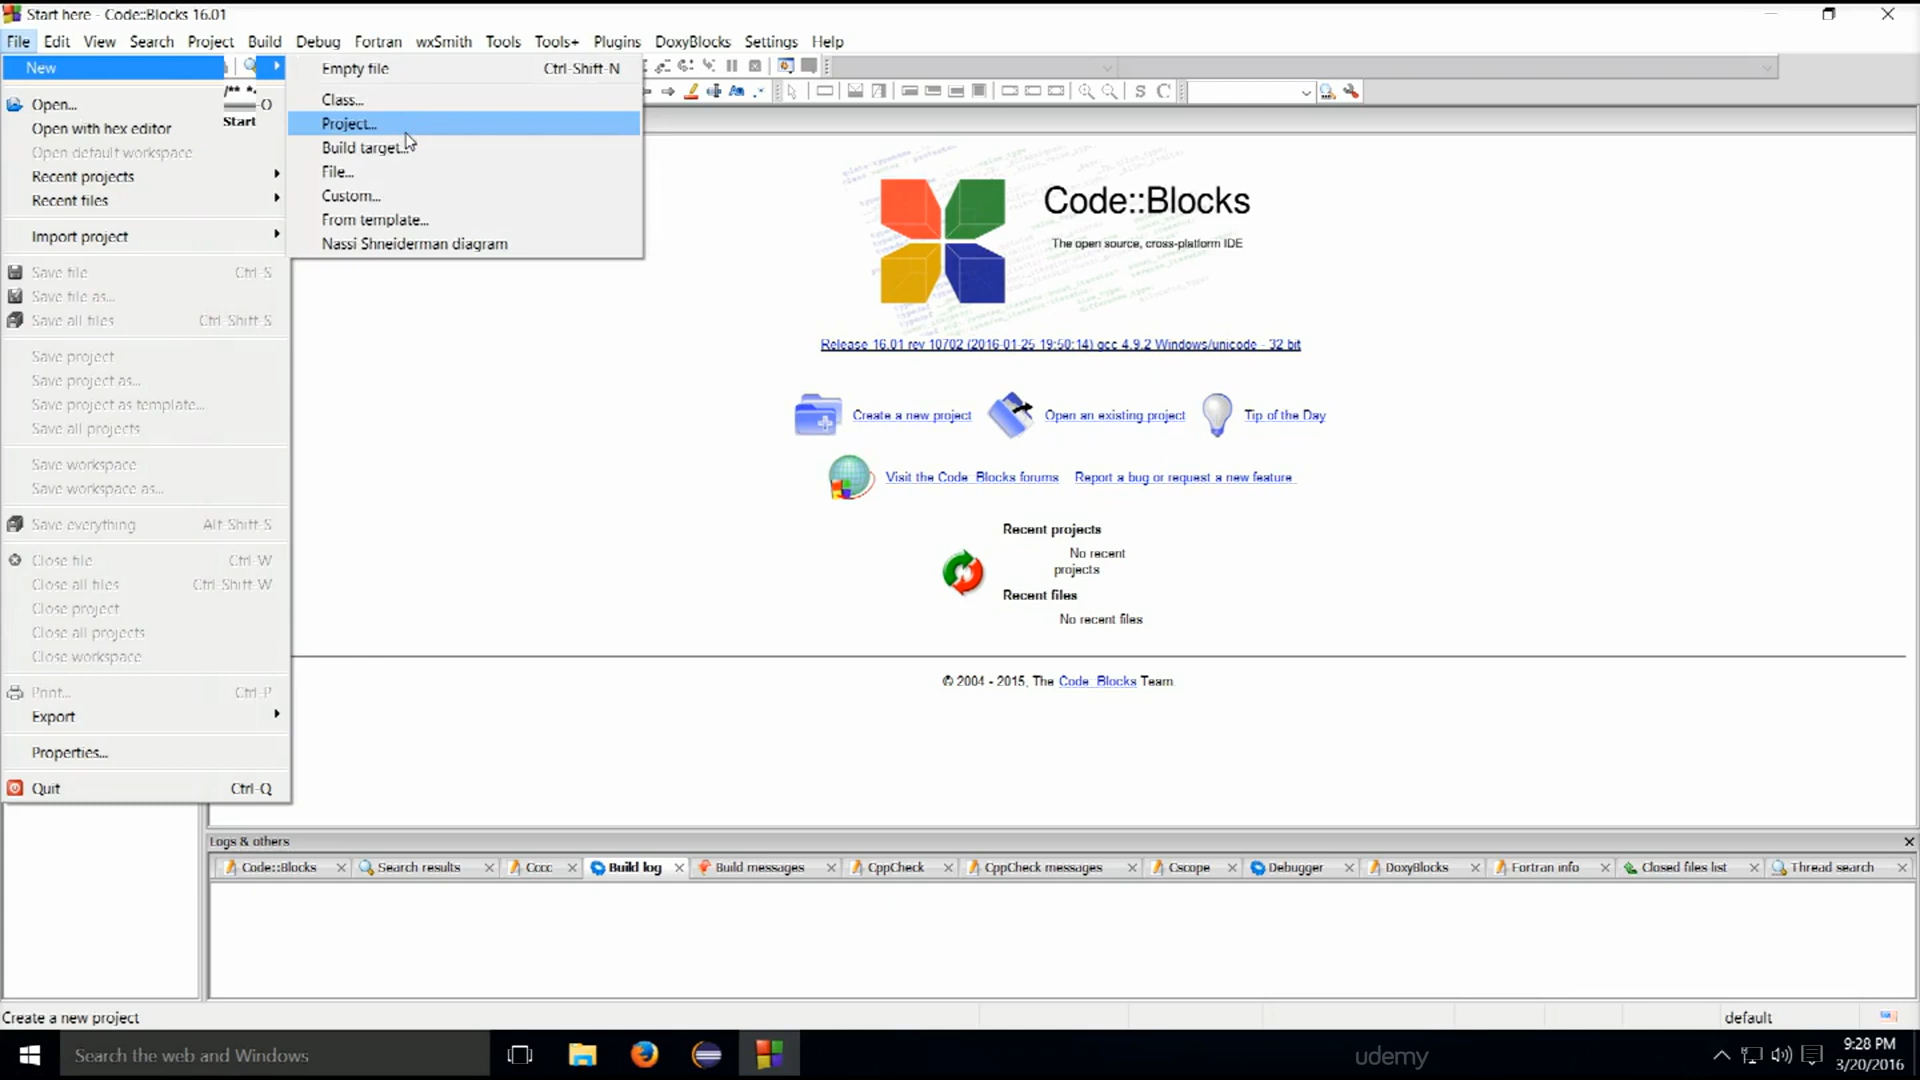 Start here - Code::Blocks 16.01
File Edit View Search Project Build Debug Fortran wxSmith Tools Tools+ Plugins DoxyBlocks Settings Help
New
Open... -O
Open with hex editor
Open default workspace
Recent projects
Recent files
Import project
Save file Ctrl-S
Save file as...
Save all files Ctrl-Shift-S
Save project
Save project as...
Save project as template...
Save all projects
Save workspace
Save workspace as...
Save everything Alt-Shift-S
Close file Ctrl-W
Close all files Ctrl-Shift-W
Close project
Close all projects
Close workspace
Print... Ctrl-P
Export
Properties...
Quit Ctrl-Q
/** *
Start
Empty file Ctrl-Shift-N
Class...
Project...
Build target...
File...
Custom...
From template...
Nassi Shneiderman diagram
S C
Code::Blocks
The open source, cross-platform IDE
Release 16.01 rev 10702 (2016-01-25 19:50:14) gcc 4.9.2 Windows/unicode - 32 bit
Create a new project Open an existing project Tip of the Day
Visit the Code::Blocks forums Report a bug or request a new feature
Recent projects
No recent
projects
Recent files
No recent files
© 2004 - 2015, The Code::Blocks Team.
Logs & others
Code::Blocks Search results Cccc Build log Build messages CppCheck CppCheck messages Cscope Debugger DoxyBlocks Fortran info Closed files list Thread search
Create a new project default
Search the web and Windows
udemy
9:28 PM
3/20/2016